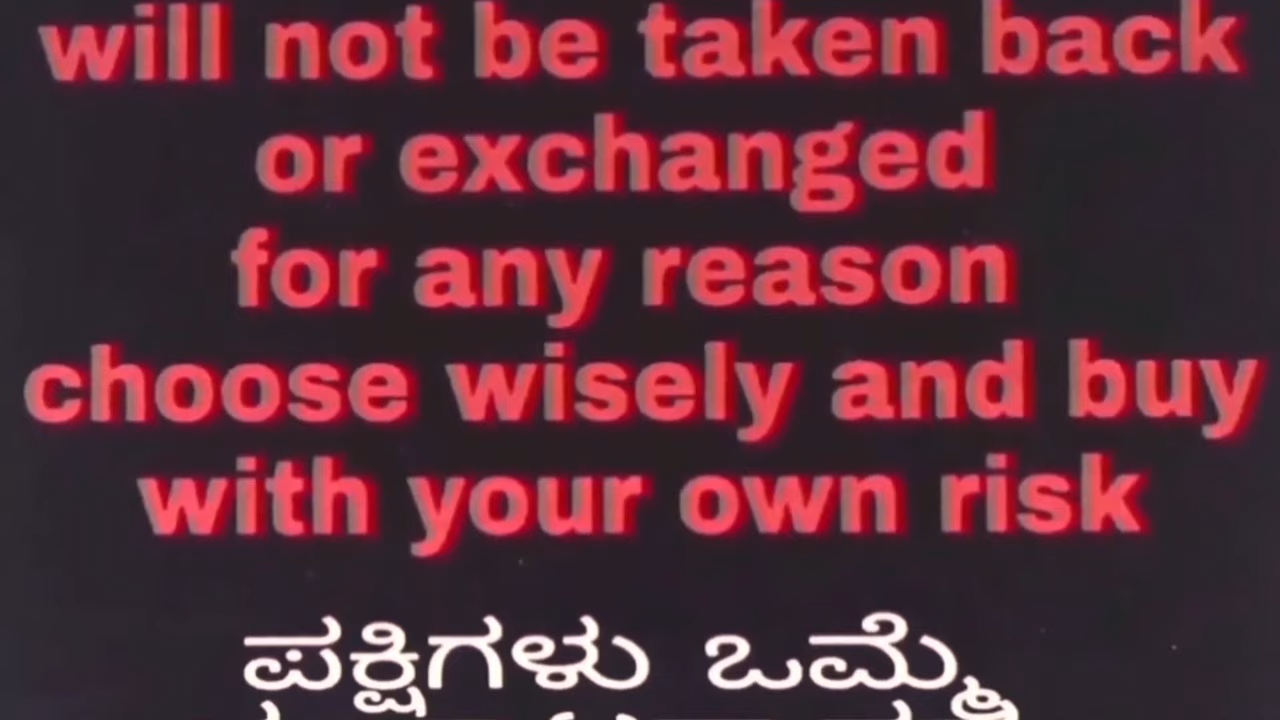 will not be taken back
or exchanged
for any reason
choose wisely and buy
with your own risk
ಪಕ್ಷಿಗಳು ಒಮ್ಮೆ